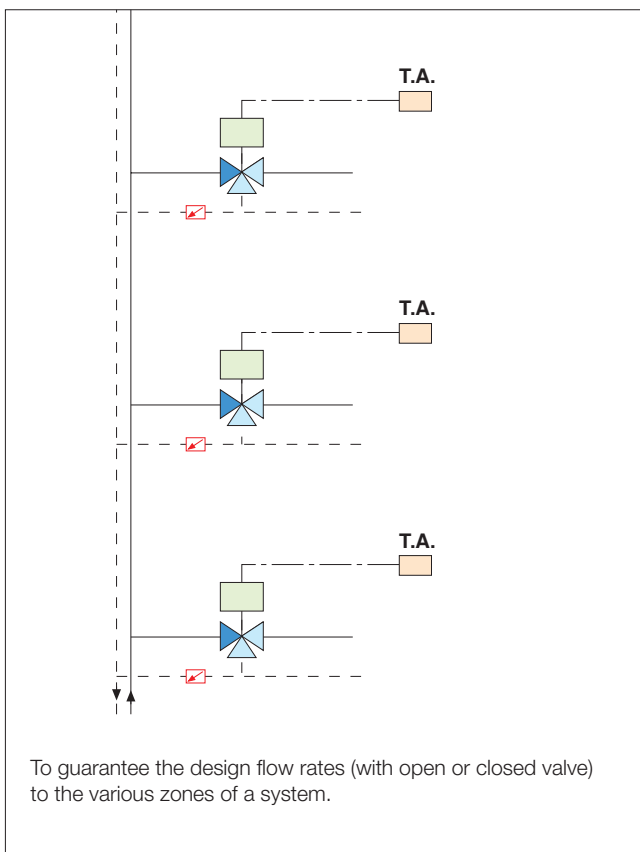 T.A.
T.A.
T.A.
To guarantee the design flow rates (with open or closed valve)
to the various zones of a system.